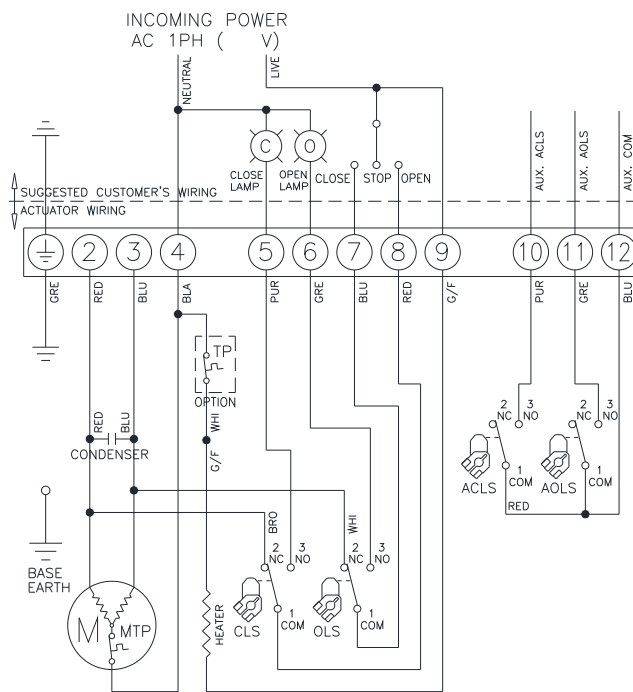 INCOMING POWER
AC 1PH ( V)
NEUTRAL
LIVE
C
O
CLOSE
LAMP
OPEN
LAMP
CLOSE STOP OPEN
AUX. ACLS
AUX. AOLS
AUX. COM
SUGGESTED CUSTOMER'S WIRING
ACTUATOR WIRING
2 3 4 5 6 7 8 9 10 11 12
GRE
RED
BLU
BLA
PUR
GRE
BLU
RED
G/F
PUR
GRE
BLU
TP
OPTION
RED
BLU
CONDENSER
WHI
G/F
2
NC
3
NO
1
COM
ACLS
2
NC
3
NO
1
COM
AOLS
RED
BASE
EARTH
BRO
WHI
2
NC
3
NO
1
COM
CLS
2
NC
3
NO
1
COM
OLS
HEATER
M
MTP